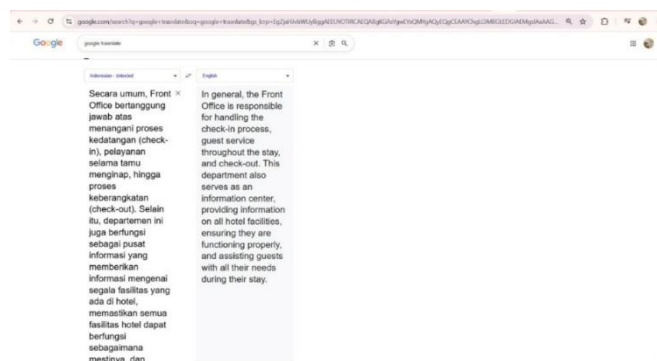 Google
google translate
Indonesian - detected
English
Secara umum, Front
Office bertanggung
jawab atas
menangani proses
kedatangan (check-
in), pelayanan
selama tamu
menginap, hingga
proses
keberangkatan
(check-out). Selain
itu, departemen ini
juga berfungsi
sebagai pusat
informasi yang
memberikan
informasi mengenai
segala fasilitas yang
ada di hotel,
memastikan semua
fasilitas hotel dapat
berfungsi
sebagaimana
mestinya, dan
In general, the Front
Office is responsible
for handling the
check-in process,
guest service
throughout the stay,
and check-out. This
department also
serves as an
information center,
providing information
on all hotel facilities,
ensuring they are
functioning properly,
and assisting guests
with all their needs
during their stay.